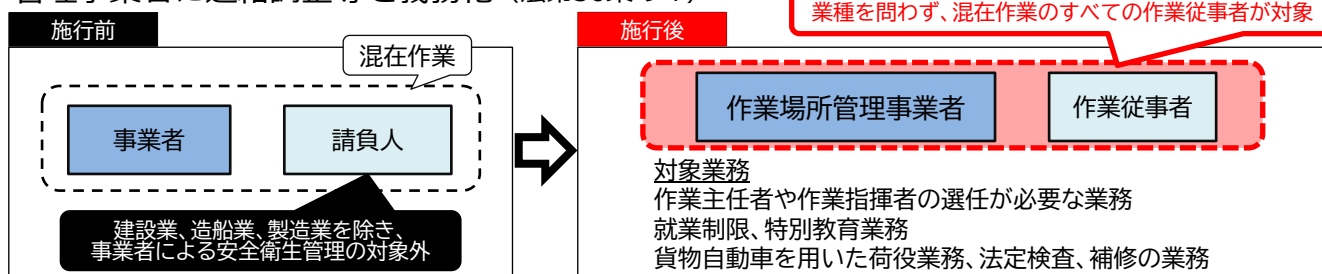 施行前
混在作業
事業者
請負人
建設業、造船業、製造業を除き、
事業者による安全衛生管理の対象外
施行後
業種を問わず、混在作業のすべての作業従事者が対象
作業場所管理事業者
作業従事者
対象業務
作業主任者や作業指揮者の選任が必要な業務
就業制限、特別教育業務
貨物自動車を用いた荷役業務、法定検査、補修の業務